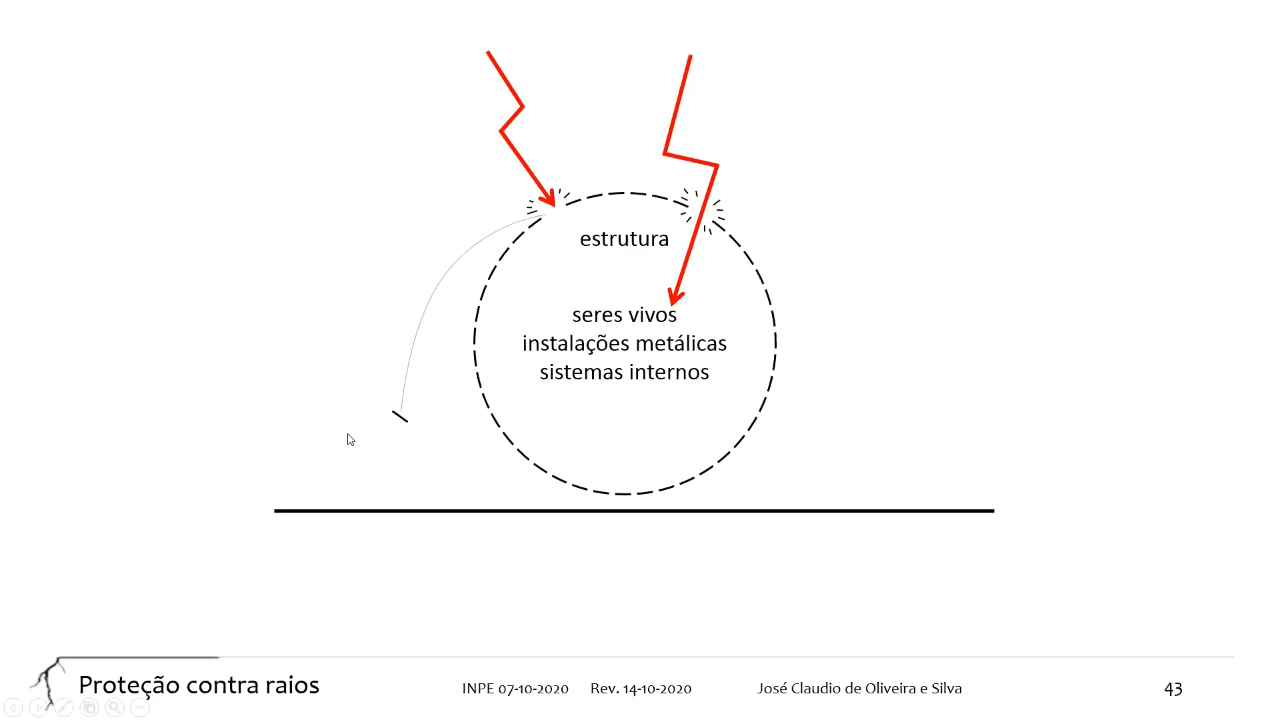 estrutura
seres vivos
instalações metálicas
sistemas internos
Proteção contra raios
INPE 07-10-2020 Rev. 14-10-2020 José Claudio de Oliveira e Silva 43